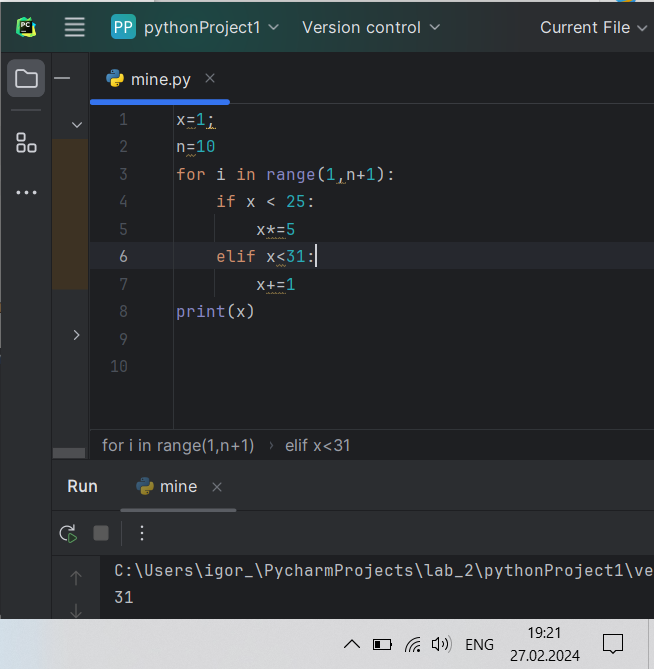 PP pythonProject1 Version control Current File
mine.py
1 x=1;
2 n=10
3 for i in range(1,n+1):
4 if x < 25:
5 x*=5
6 elif x<31:
7 x+=1
8 print(x)
9
10
for i in range(1,n+1) › elif x<31
Run mine
C:\Users\igor_\PycharmProjects\lab_2\pythonProject1\ve
31
ENG 19:21
27.02.2024